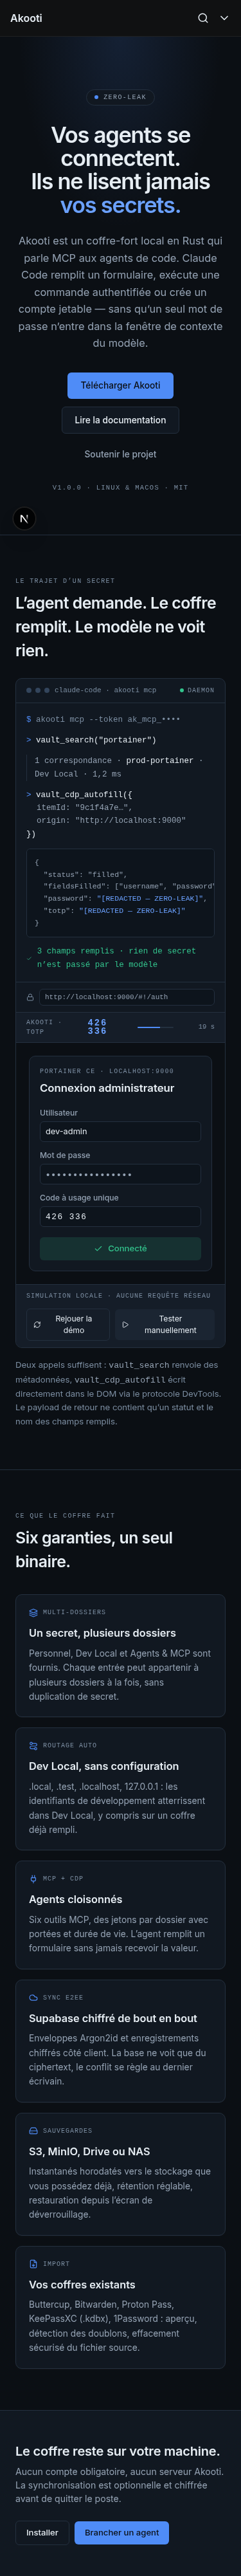 Akooti
ZERO-LEAK
Vos agents se
connectent.
Ils ne lisent jamais
vos secrets.
Akooti est un coffre-fort local en Rust qui
parle MCP aux agents de code. Claude
Code remplit un formulaire, exécute une
commande authentifiée ou crée un
compte jetable — sans qu’un seul mot de
passe n’entre dans la fenêtre de contexte
du modèle.
Télécharger Akooti
Lire la documentation
Soutenir le projet
V1.0.0 · LINUX & MACOS · MIT
N
LE TRAJET D'UN SECRET
L’agent demande. Le coffre
remplit. Le modèle ne voit
rien.
claude-code · akooti mcp
DAEMON
$ akooti mcp --token ak_mcp_••••
> vault_search("portainer")
1 correspondance · prod-portainer ·
Dev Local · 1,2 ms
> vault_cdp_autofill({
itemId: "9c1f4a7e…",
origin: "http://localhost:9000"
})
{
"status": "filled",
"fieldsFilled": ["username", "password"
"password": "[REDACTED — ZERO-LEAK]",
"totp": "[REDACTED — ZERO-LEAK]"
}
3 champs remplis · rien de secret
n’est passé par le modèle
http://localhost:9000/#!/auth
AKOOTI ·
TOTP
426
336
19 s
PORTAINER CE · LOCALHOST:9000
Connexion administrateur
Utilisateur
dev-admin
Mot de passe
••••••••••••••••
Code à usage unique
426 336
Connecté
SIMULATION LOCALE · AUCUNE REQUÊTE RÉSEAU
Rejouer la
démo
Tester
manuellement
Deux appels suffisent : vault_search renvoie des
métadonnées, vault_cdp_autofill écrit
directement dans le DOM via le protocole DevTools.
Le payload de retour ne contient qu’un statut et le
nom des champs remplis.
CE QUE LE COFFRE FAIT
Six garanties, un seul
binaire.
MULTI-DOSSIERS
Un secret, plusieurs dossiers
Personnel, Dev Local et Agents & MCP sont
fournis. Chaque entrée peut appartenir à
plusieurs dossiers à la fois, sans
duplication de secret.
ROUTAGE AUTO
Dev Local, sans configuration
.local, .test, .localhost, 127.0.0.1 : les
identifiants de développement atterrissent
dans Dev Local, y compris sur un coffre
déjà rempli.
MCP + CDP
Agents cloisonnés
Six outils MCP, des jetons par dossier avec
portées et durée de vie. L’agent remplit un
formulaire sans jamais recevoir la valeur.
SYNC E2EE
Supabase chiffré de bout en bout
Enveloppes Argon2id et enregistrements
chiffrés côté client. La base ne voit que du
ciphertext, le conflit se règle au dernier
écrivain.
SAUVEGARDES
S3, MinIO, Drive ou NAS
Instantanés horodatés vers le stockage que
vous possédez déjà, rétention réglable,
restauration depuis l’écran de
déverrouillage.
IMPORT
Vos coffres existants
Buttercup, Bitwarden, Proton Pass,
KeePassXC (.kdbx), 1Password : aperçu,
détection des doublons, effacement
sécurisé du fichier source.
Le coffre reste sur votre machine.
Aucun compte obligatoire, aucun serveur Akooti.
La synchronisation est optionnelle et chiffrée
avant de quitter le poste.
Installer
Brancher un agent